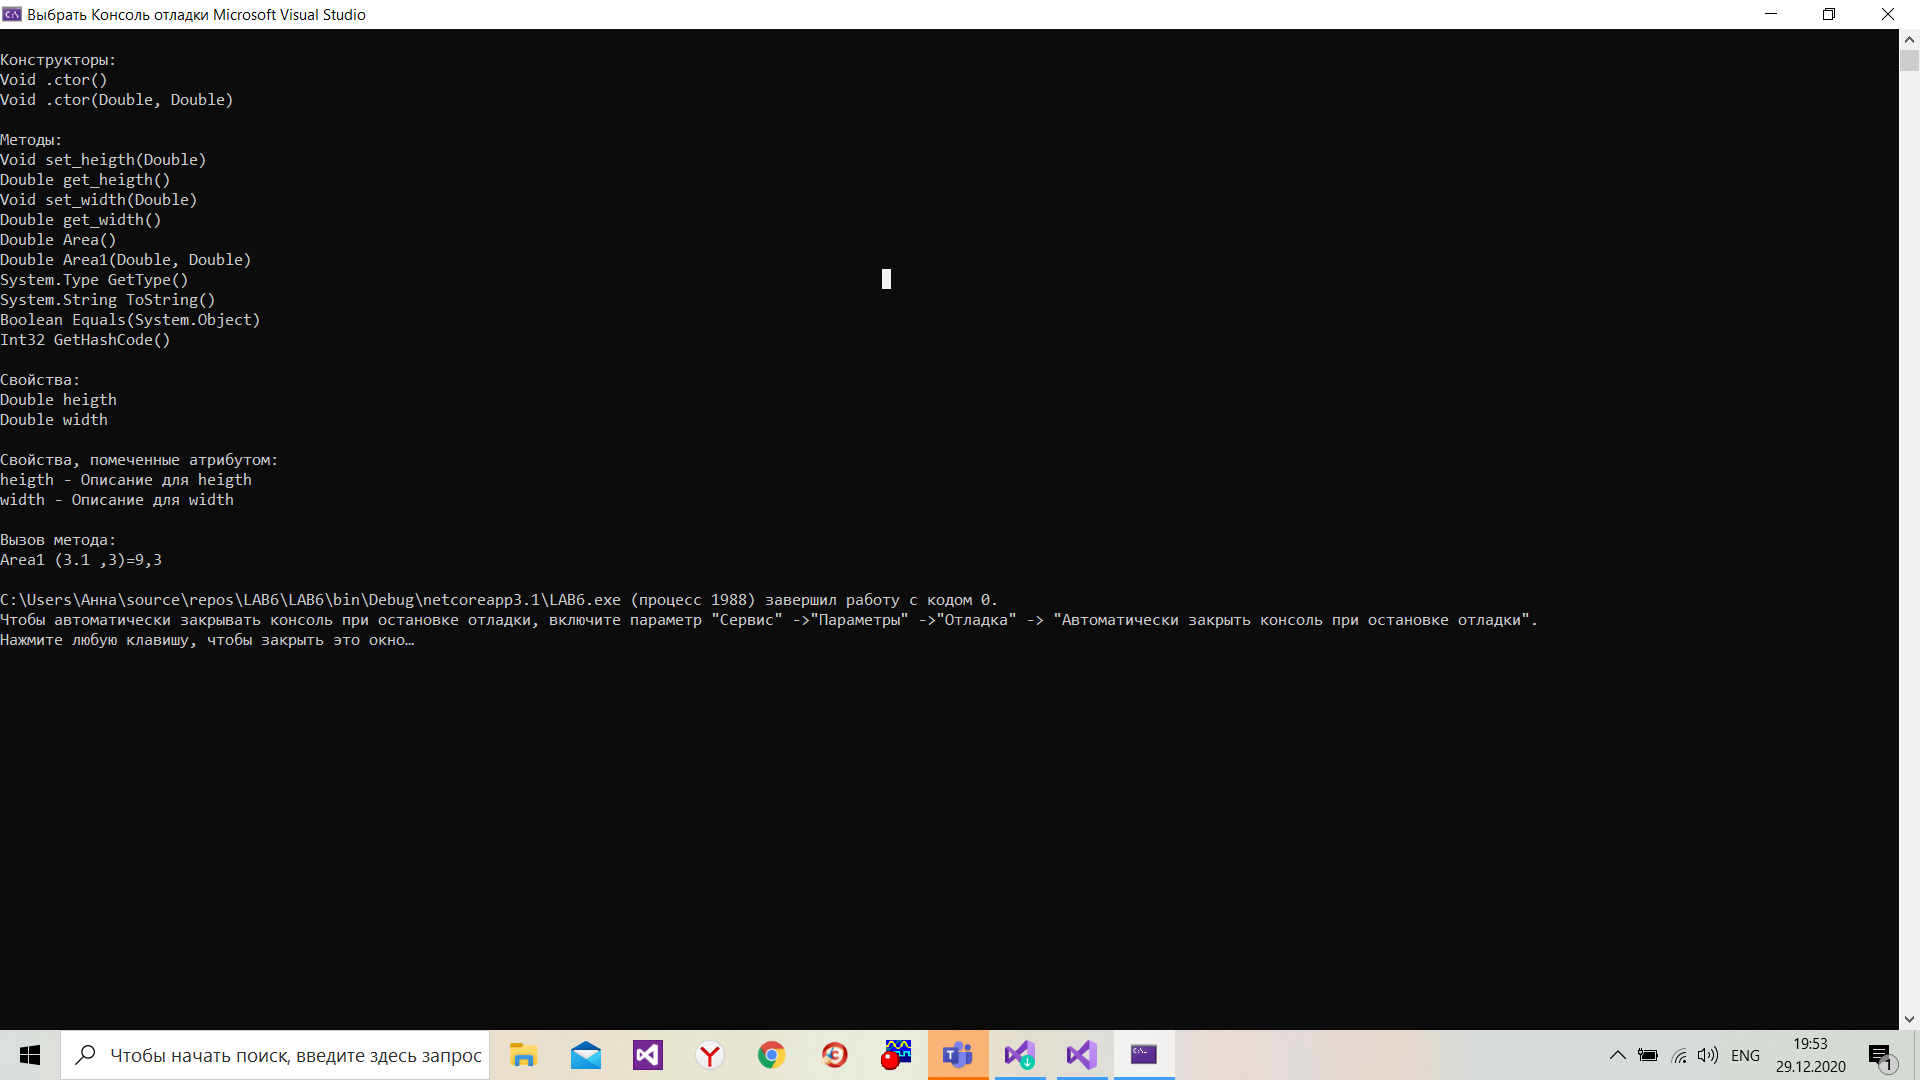 Выбрать Консоль отладки Microsoft Visual Studio
Конструкторы:
Void .ctor()
Void .ctor(Double, Double)
Методы:
Void set_heigth(Double)
Double get_heigth()
Void set_width(Double)
Double get_width()
Double Area()
Double Area1(Double, Double)
System.Type GetType()
System.String ToString()
Boolean Equals(System.Object)
Int32 GetHashCode()
Свойства:
Double heigth
Double width
Свойства, помеченные атрибутом:
heigth - Описание для heigth
width - Описание для width
Вызов метода:
Area1 (3.1 ,3)=9,3
C:\Users\Анна\source\repos\LAB6\LAB6\bin\Debug\netcoreapp3.1\LAB6.exe (процесс 1988) завершил работу с кодом 0.
Чтобы автоматически закрывать консоль при остановке отладки, включите параметр "Сервис" ->"Параметры" ->"Отладка" -> "Автоматически закрыть консоль при остановке отладки".
Нажмите любую клавишу, чтобы закрыть это окно…
Чтобы начать поиск, введите здесь запрос
ENG
19:53
29.12.2020
1